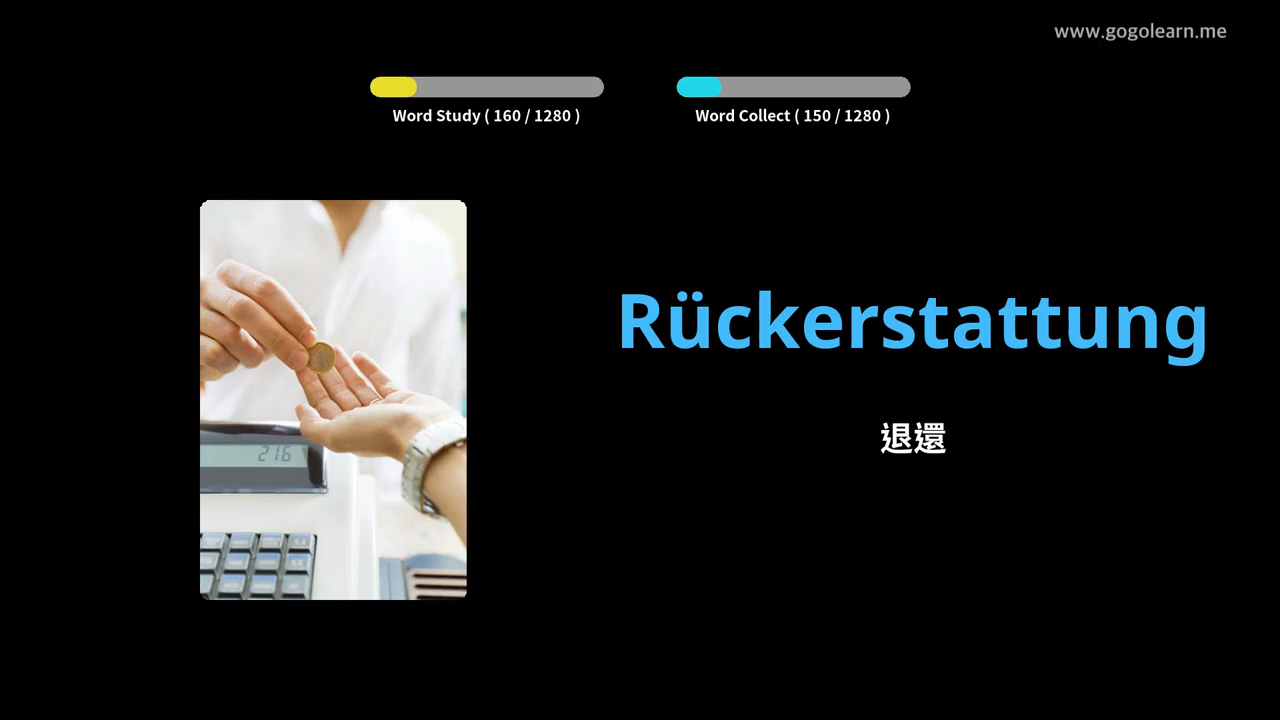 www.gogolearn.me
Word Study ( 160 / 1280 )
Word Collect ( 150 / 1280 )
Rückerstattung
退還
216